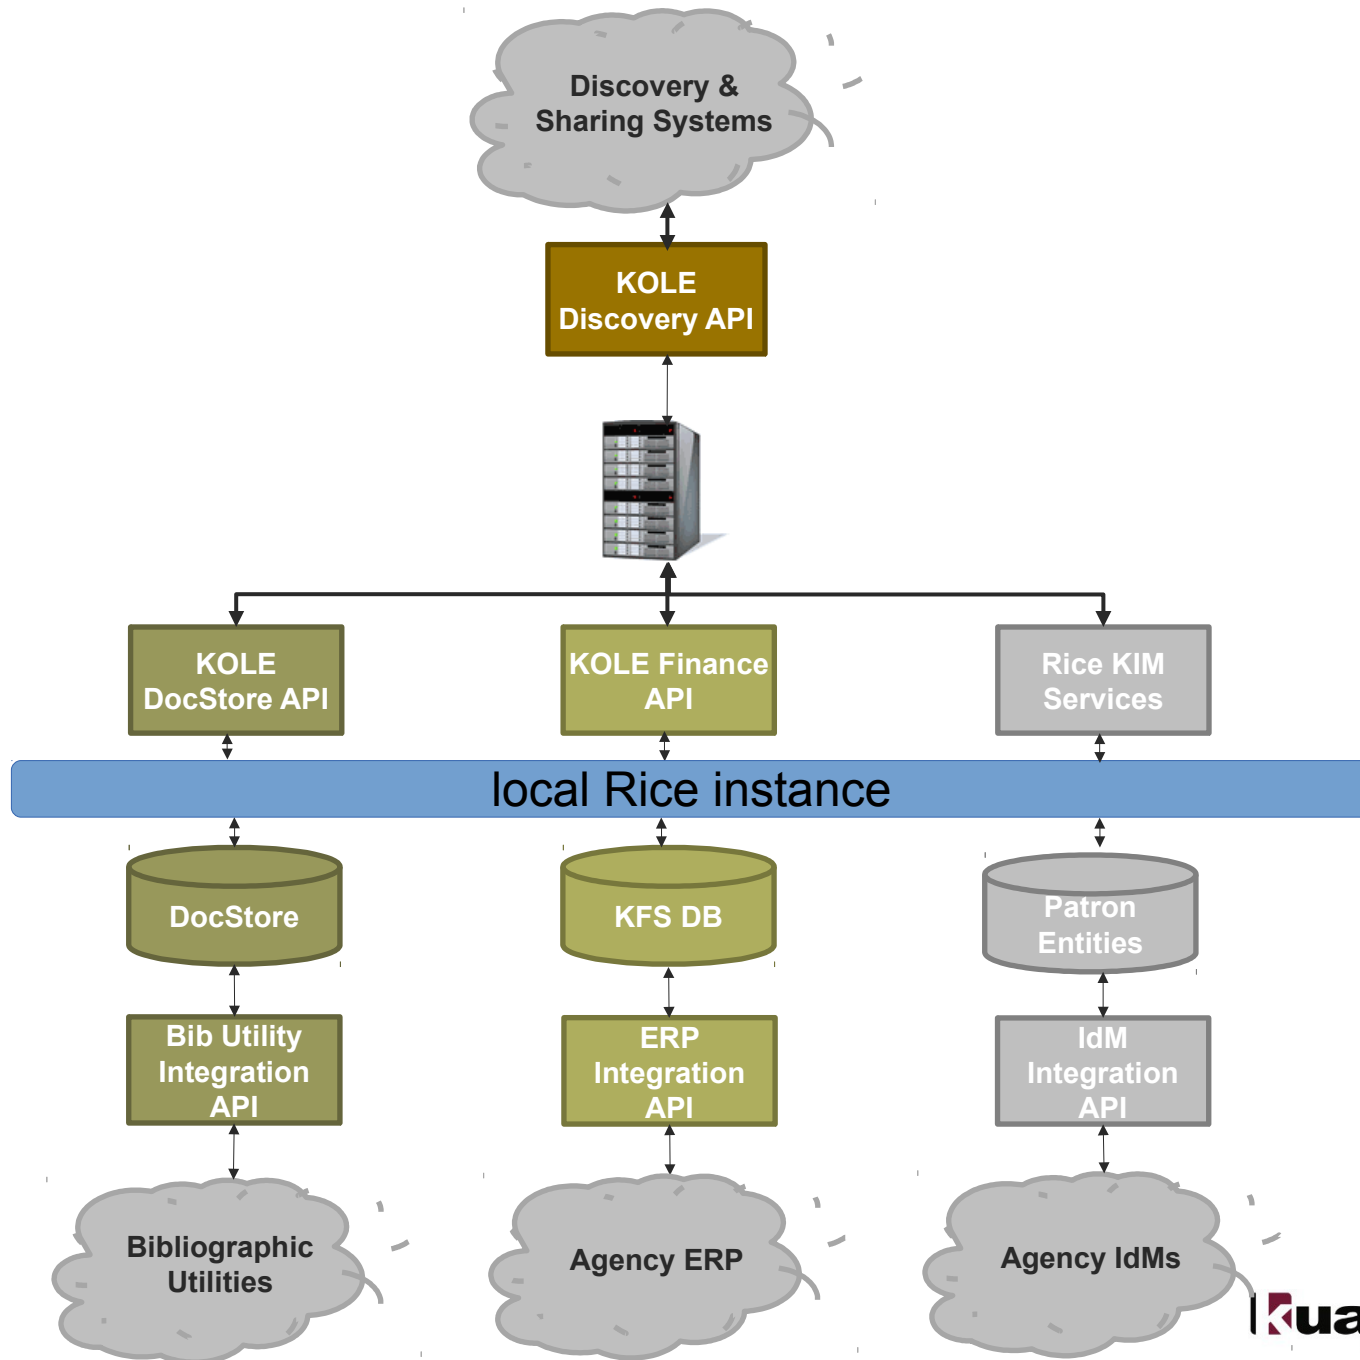 Discovery &
Sharing Systems
KOLE
Discovery API
KOLE
DocStore API
KOLE Finance
API
Rice KIM
Services
local Rice instance
DocStore
KFS DB
Patron
Entities
Bib Utility
Integration
API
ERP
Integration
API
IdM
Integration
API
Bibliographic
Utilities
Agency ERP
Agency IdMs
kua